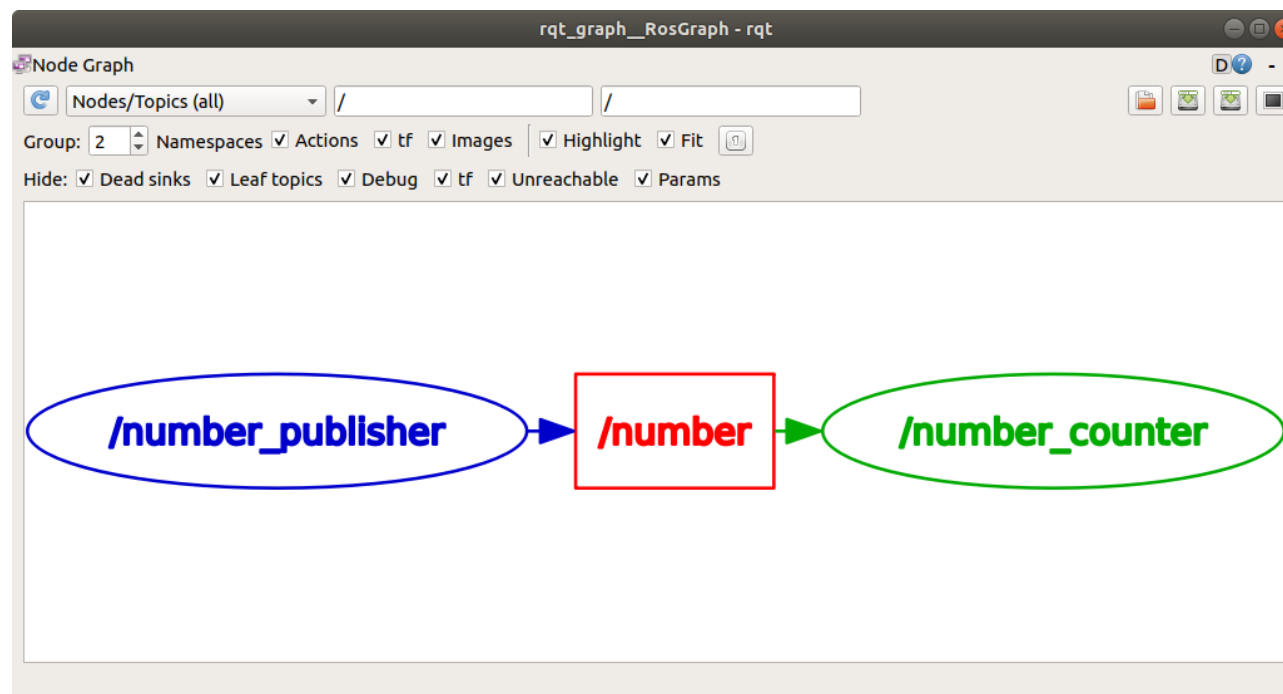 rqt_graph__RosGraph - rqt
Node Graph D ? -
Nodes/Topics (all) / /
Group: 2 Namespaces Actions tf Images Highlight Fit
Hide: Dead sinks Leaf topics Debug tf Unreachable Params
/number_publisher /number /number_counter